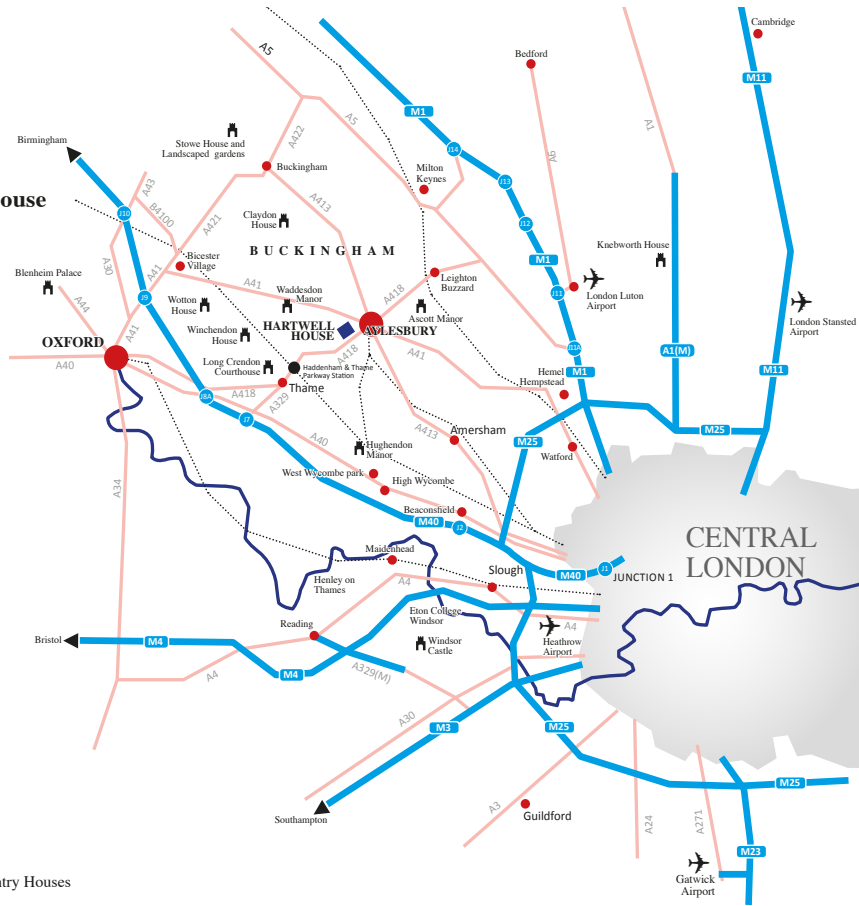 Cambridge
A5
Bedford
M11
M1
A1
A5
A422
Stowe House and
Landscaped gardens
Birmingham
J14
A6
Buckingham
Milton
Keynes
J13
A43
ouse
J10
B4100
A421
A413
Claydon
House
J12
BUCKINGHAM
Knebworth House
M1
A30
Bicester
Village
Blenheim Palace
A41
A41
Leighton
Buzzard
A44
J9
Wotton
House
Waddesdon
Manor
A418
Ascott Manor
J11
London Luton
Airport
London Stansted
Airport
OXFORD
A41
Winchendon
House
HARTWELL
HOUSE
AYLESBURY
J11A
A1(M)
A40
Long Crendon
Courthouse
A418
A41
Haddenham & Thame
Parkway Station
Hemel
Hempstead
M1
M11
Thame
J8A
A418
A329
J7
A40
A413
Amersham
M25
M25
Hughendon
Manor
Watford
A34
West Wycombe park
High Wycombe
Beaconsfield
M40
J2
CENTRAL
LONDON
Maidenhead
Slough
M40
J1
JUNCTION 1
Henley on
Thames
A4
Reading
Eton College
Windsor
A4
Bristol
M4
Windsor
Castle
Heathrow
Airport
A4
M4
A329(M)
A30
M3
M25
M25
Southampton
A3
Guildford
A24
A271
M23
Gatwick
Airport
ntry Houses